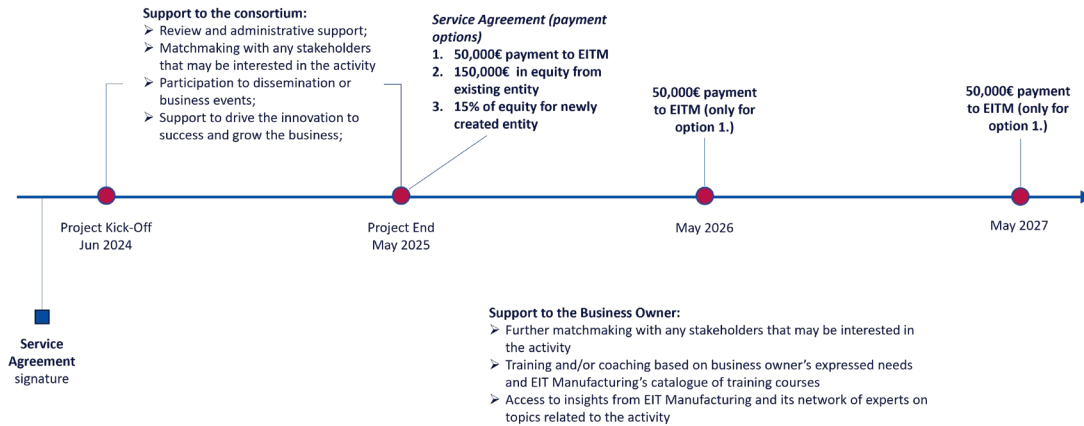 Support to the consortium:
➢ Review and administrative support;
➢ Matchmaking with any stakeholders
that may be interested in the activity
➢ Participation to dissemination or
business events;
➢ Support to drive the innovation to
success and grow the business;
Service Agreement (payment
options)
1. 50,000€ payment to EITM
2. 150,000€ in equity from
existing entity
3. 15% of equity for newly
created entity
50,000€ payment
to EITM (only for
option 1.)
50,000€ payment
to EITM (only for
option 1.)
Project Kick-Off
Jun 2024
Project End
May 2025
May 2026
May 2027
Service
Agreement
signature
Support to the Business Owner:
➢ Further matchmaking with any stakeholders that may be interested in
the activity
➢ Training and/or coaching based on business owner’s expressed needs
and EIT Manufacturing’s catalogue of training courses
➢ Access to insights from EIT Manufacturing and its network of experts on
topics related to the activity